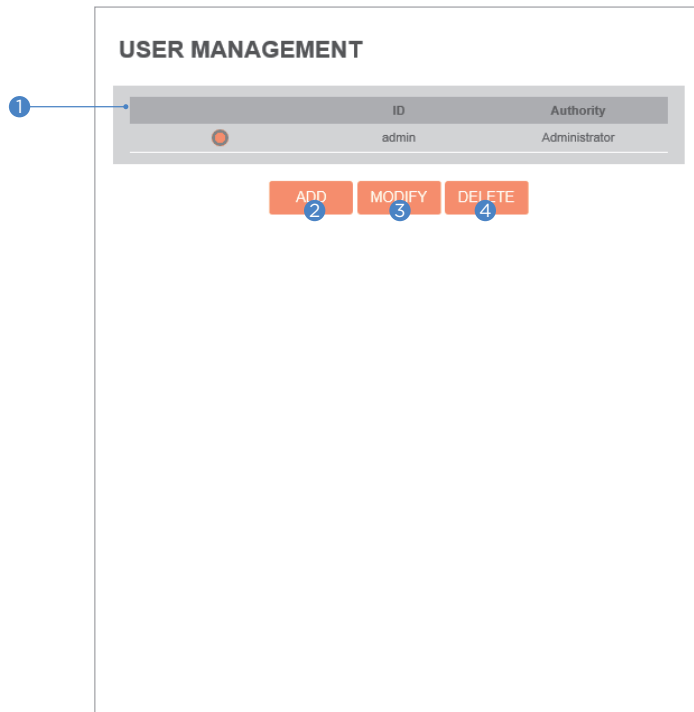 USER MANAGEMENT
1
ID Authority
admin Administrator
ADD MODIFY DELETE
2 3 4